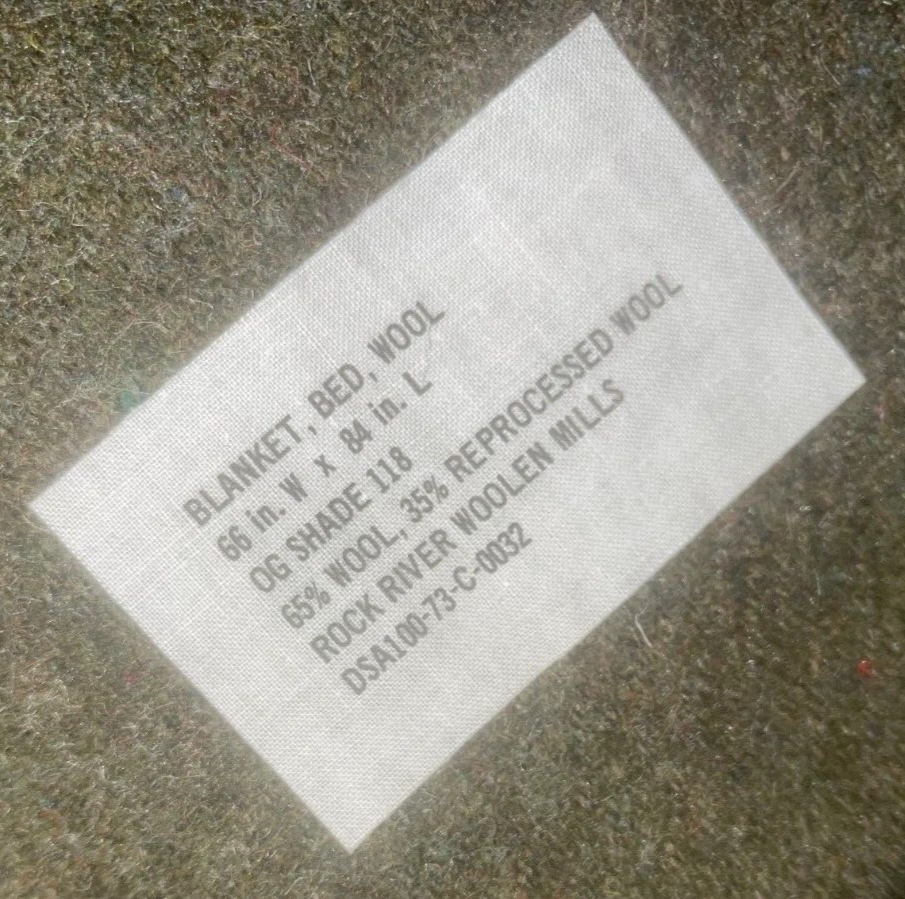 BLANKET, BED, WOOL
66 in. W x 84 in. L
OG SHADE 118
65% WOOL, 35% REPROCESSED WOOL
ROCK RIVER WOOLEN MILLS
DSA100-73-C-0032